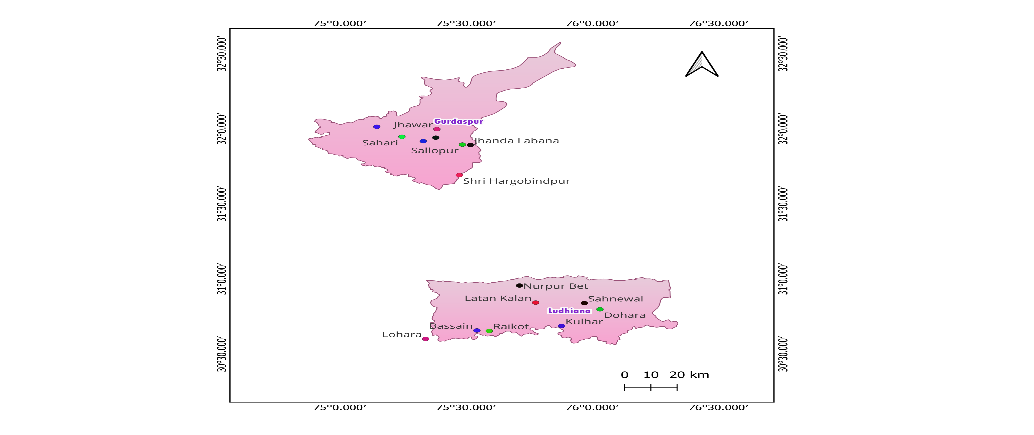 75°0.000' 75°30.000' 76°0.000' 76°30.000'
32°30.000' 32°30.000'
Jhawar Gurdaspur
32°0.000' 32°0.000'
Sahari Jhanda Labana
Sallopur
Shri Hargobindpur
31°30.000' 31°30.000'
31°0.000' 31°0.000'
Nurpur Bet
Latan Kalan Sahnewal
Ludhiana Dohara
Bassain Raikot Kulhar
Lohara
30°30.000' 30°30.000'
0 10 20 km
75°0.000' 75°30.000' 76°0.000' 76°30.000'